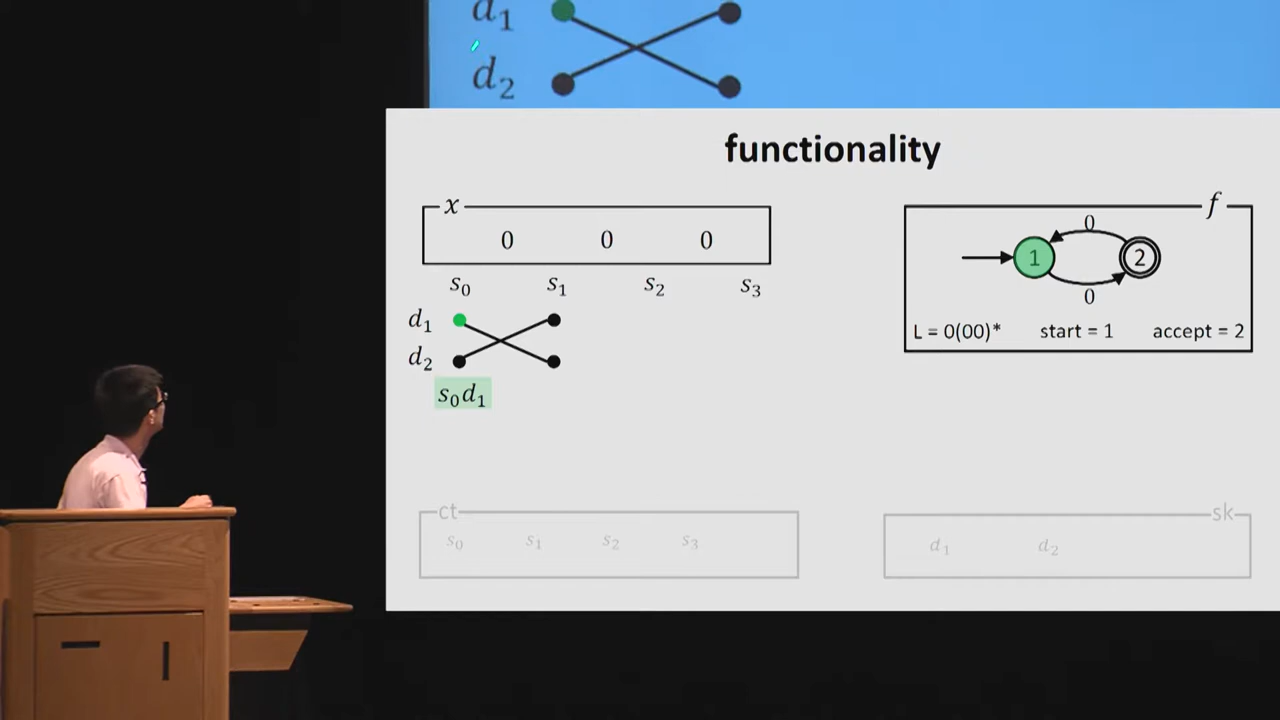 d₁
d₂
functionality
x
0 0 0
s₀ s₁ s₂ s₃
d₁
d₂
s₀d₁
f
0
1 2
0
L = 0(00)* start = 1 accept = 2
ct
s₀ s₁ s₂ s₃
sk
d₁ d₂